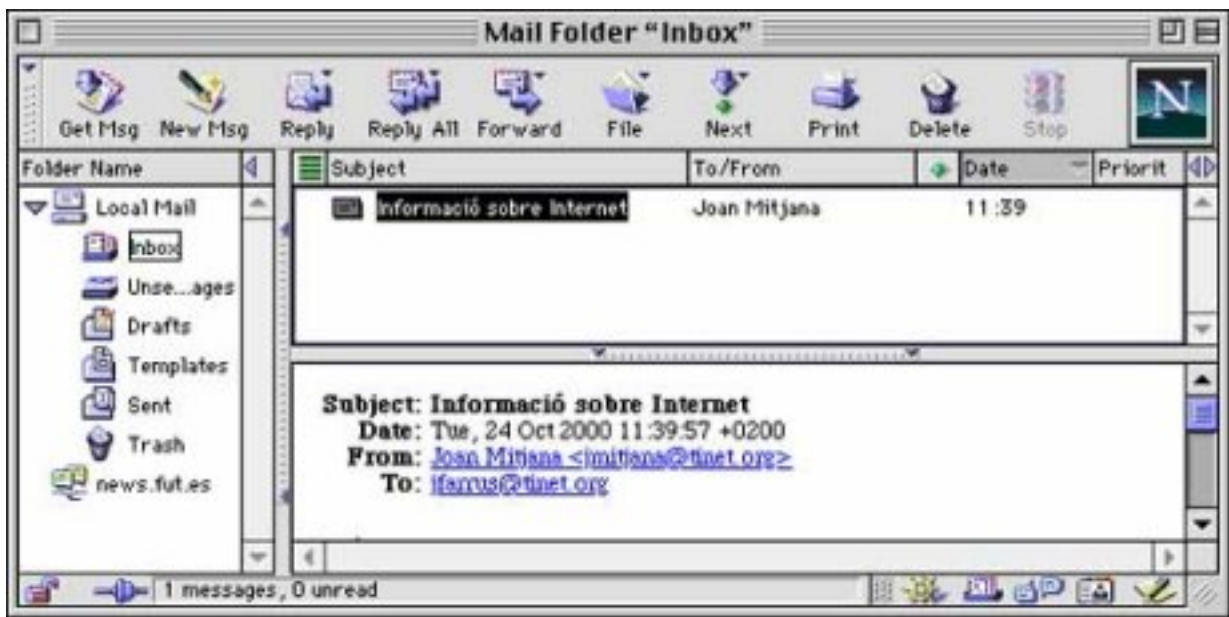 Mail Folder “Inbox”
Get Msg New Msg Reply Reply All Forward File Next Print Delete Stop
N
Folder Name
Local Mail
Inbox
Unse...ages
Drafts
Templates
Sent
Trash
news.fut.es
Subject To/From Date Priorit
Informació sobre Internet Joan Mitjana 11:39
Subject: Informació sobre Internet
Date: Tue, 24 Oct 2000 11:39:57 +0200
From: Joan Mitjana <jmitjana@tinet.org>
To: jfarrus@tinet.org
1 messages, 0 unread